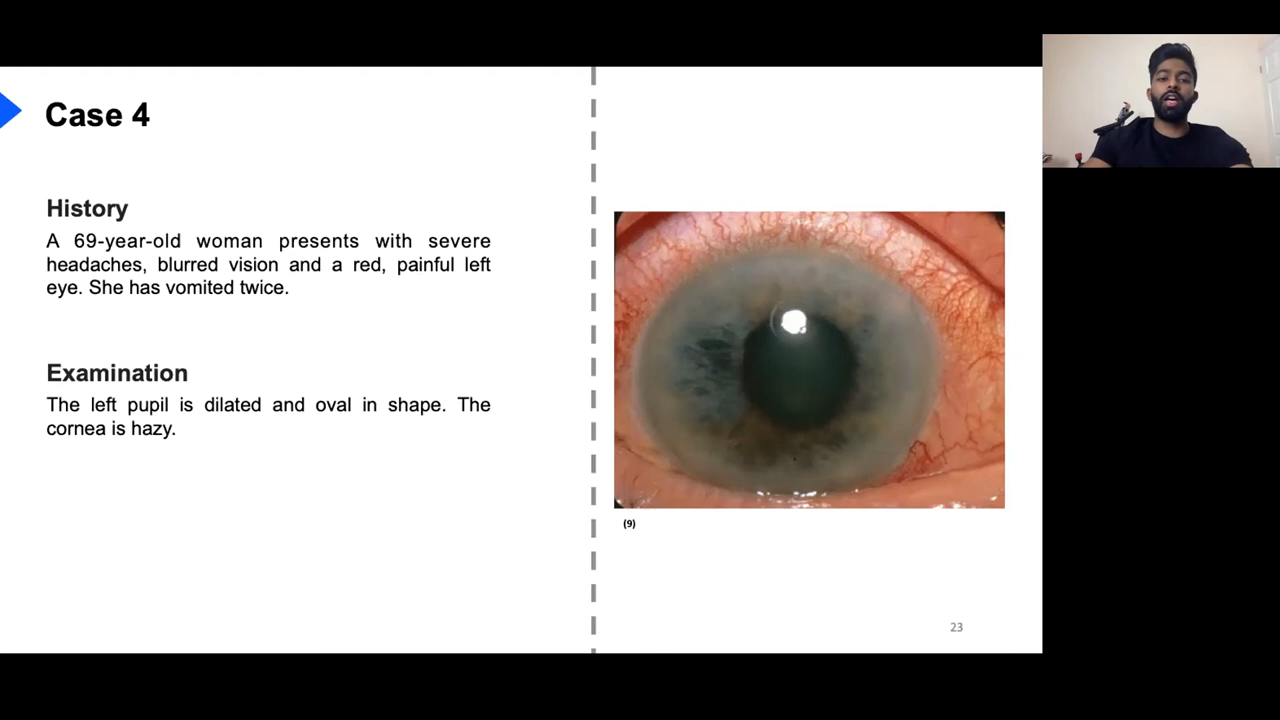 Case 4
History
A 69-year-old woman presents with severe
headaches, blurred vision and a red, painful left
eye. She has vomited twice.
Examination
The left pupil is dilated and oval in shape. The
cornea is hazy.
(9)
23